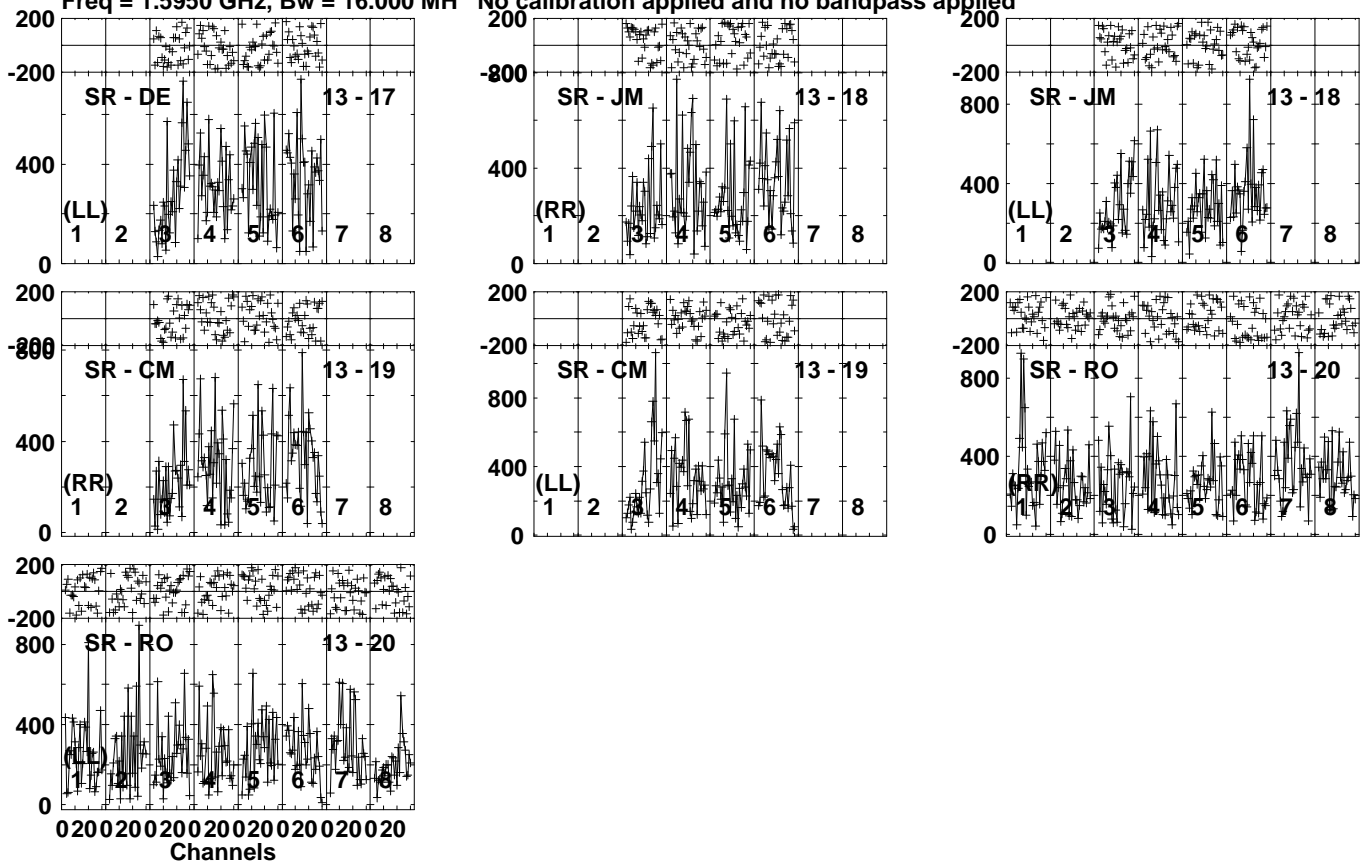 Freq = 1.5950 GHz, Bw = 16.000 MH No calibration applied and no bandpass applied
200 200 200
-200 -200
SR - DE 13 - 17 SR - JM 13 - 18 SR - JM 13 - 18
800
400 400 400
(LL) (RR) (LL)
1 2 3 4 5 6 7 8 1 2 3 4 5 6 7 8 1 2 3 4 5 6 7 8
0 0 0
200 200 200
-200 -200 -200
800
SR - CM 13 - 19 SR - CM 13 - 19 SR - RO 13 - 20
800 800
400 400 400
(RR) (LL) (RR)
1 2 3 4 5 6 7 8 1 2 3 4 5 6 7 8 1 2 3 4 5 6 7 8
0 0 0
200
-200
SR - RO 13 - 20
800
400
(LL)
1 2 3 4 5 6 7 8
0
0 20 0 20 0 20 0 20 0 20 0 20 0 20 0 20
Channels